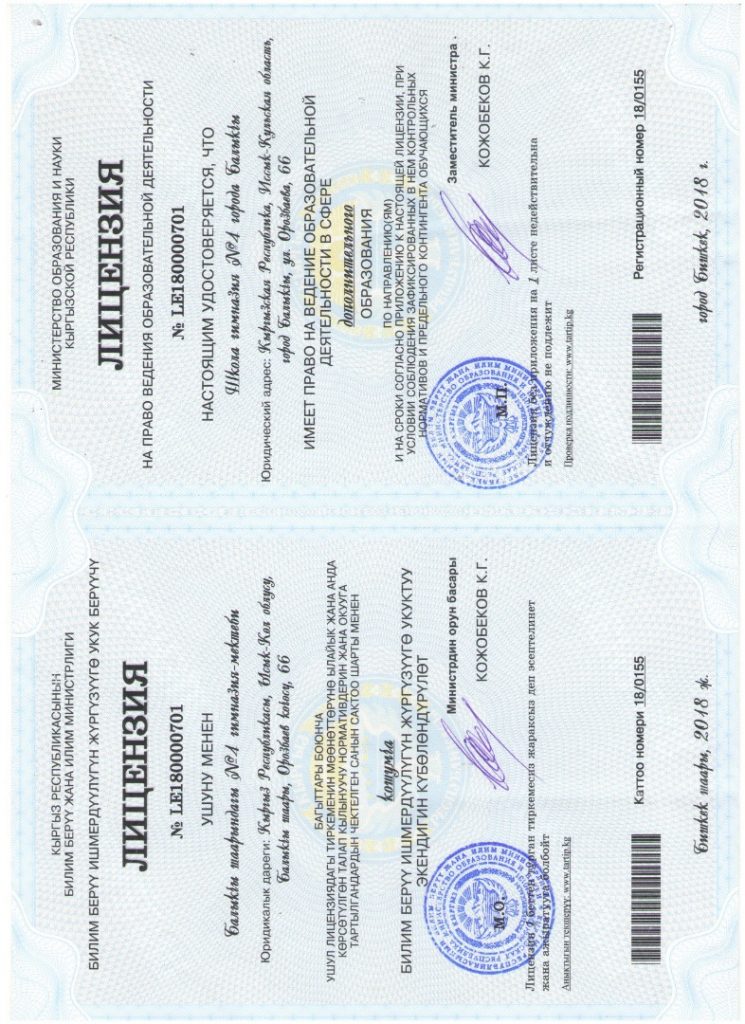 КЫРГЫЗ РЕСПУБЛИКАСЫНЫН
БИЛИМ БЕРҮҮ ЖАНА ИЛИМ МИНИСТРЛИГИ
БИЛИМ БЕРҮҮ ИШМЕРДҮҮЛҮГҮН ЖҮРГҮЗҮҮГӨ УКУК БЕРҮҮЧҮ
ЛИЦЕНЗИЯ
№ LE180000701
УШУНУ МЕНЕН
Балыкчы шаарындагы №1 гимназия-мектеби
Юридикалык дареги: Кыргыз Республикасы, Ысык-Көл облусу,
Балыкчы шаары, Орозбаев көчөсү, 66
УШУЛ ЛИЦЕНЗИЯДАГЫ ТИРКЕМЕНИН МӨӨНӨТТӨРҮНӨ ЫЛАЙЫК ЖАНА АНДА
КӨРСӨТҮЛГӨН ТАЛАП КЫЛЫНУУЧУ НОРМАТИВДЕРИН ЖАНА ОКУУГА
ТАРТЫЛГАНДАРДЫН ЧЕКТЕЛГЕН САНЫН САКТОО ШАРТЫ МЕНЕН
БАГЫТТАРЫ БОЮНЧА
кошумча
БИЛИМ БЕРҮҮ ИШМЕРДҮҮЛҮГҮН ЖҮРГҮЗҮҮГӨ УКУКТУУ
ЭКЕНДИГИН КҮБӨЛӨНДҮРҮЛӨТ
Министрдин орун басары
КОЖОБЕКОВ К.Г.
М.О.
Лицензия 1 беттен турган тиркемесиз жараксыз деп эсептелинет
жана ажыратууга болбойт
Аныктыгын текшерүү: www.tartip.kg
Каттоо номери 18/0155
Бишкек шаары, 2018 ж.
МИНИСТЕРСТВО ОБРАЗОВАНИЯ И НАУКИ
КЫРГЫЗСКОЙ РЕСПУБЛИКИ
ЛИЦЕНЗИЯ
НА ПРАВО ВЕДЕНИЯ ОБРАЗОВАТЕЛЬНОЙ ДЕЯТЕЛЬНОСТИ
№ LE180000701
НАСТОЯЩИМ УДОСТОВЕРЯЕТСЯ, ЧТО
Школа гимназия №1 города Балыкчы
Юридический адрес: Кыргызская Республика, Иссык-Кульская область,
город Балыкчы, ул. Орозбаева, 66
ИМЕЕТ ПРАВО НА ВЕДЕНИЕ ОБРАЗОВАТЕЛЬНОЙ
ДЕЯТЕЛЬНОСТИ В СФЕРЕ
дополнительного
ОБРАЗОВАНИЯ
ПО НАПРАВЛЕНИЮ(ЯМ)
И НА СРОКИ СОГЛАСНО ПРИЛОЖЕНИЮ К НАСТОЯЩЕЙ ЛИЦЕНЗИИ, ПРИ
УСЛОВИИ СОБЛЮДЕНИЯ ЗАФИКСИРОВАННЫХ В НЕМ КОНТРОЛЬНЫХ
НОРМАТИВОВ И ПРЕДЕЛЬНОГО КОНТИНГЕНТА ОБУЧАЮЩИХСЯ
Заместитель министра
КОЖОБЕКОВ К.Г.
М.П.
Лицензия без приложения на 1 листе недействительна
и отчуждению не подлежит
Проверка подлинности: www.tartip.kg
Регистрационный номер 18/0155
город Бишкек, 2018 г.